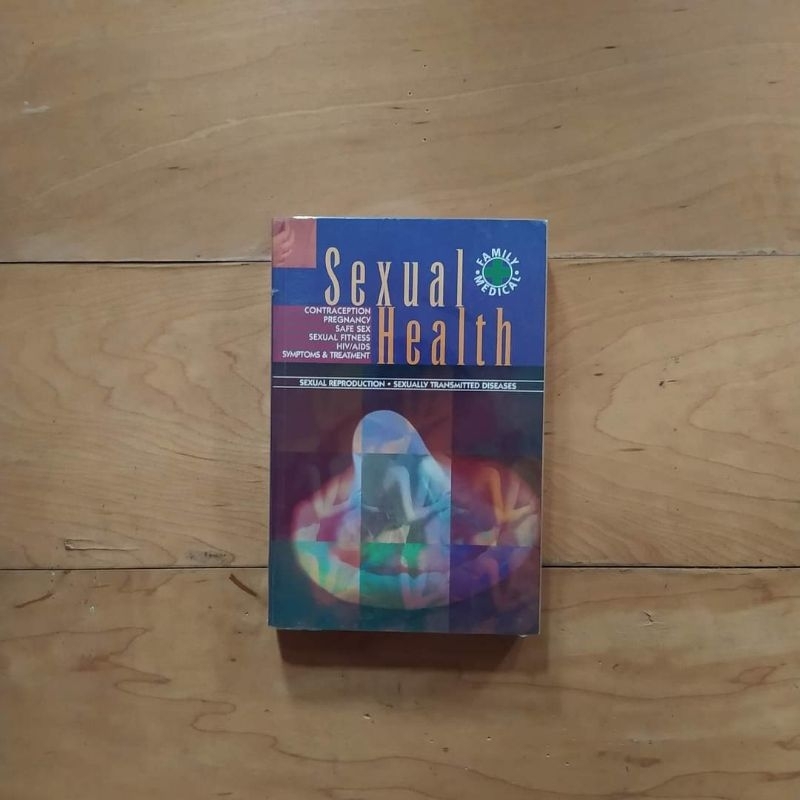 Sexual
Health
FAMILY
• MEDICAL •
CONTRACEPTION
PREGNANCY
SAFE SEX
SEXUAL FITNESS
HIV/AIDS
SYMPTOMS & TREATMENT
SEXUAL REPRODUCTION • SEXUALLY TRANSMITTED DISEASES